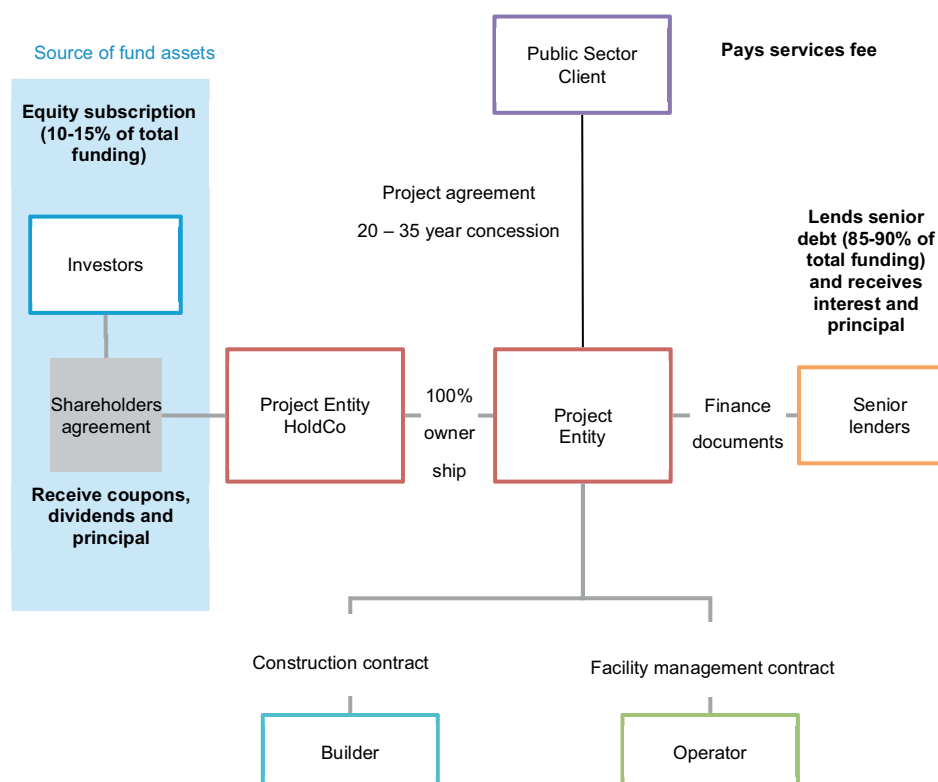 Source of fund assets
Public Sector
Client
Pays services fee
Equity subscription
(10-15% of total
funding)
Project agreement
20 – 35 year concession
Investors
Lends senior
debt (85-90% of
total funding)
and receives
interest and
principal
Shareholders
agreement
Project Entity
HoldCo
100%
owner
ship
Project
Entity
Finance
documents
Senior
lenders
Receive coupons,
dividends and
principal
Construction contract
Facility management contract
Builder
Operator